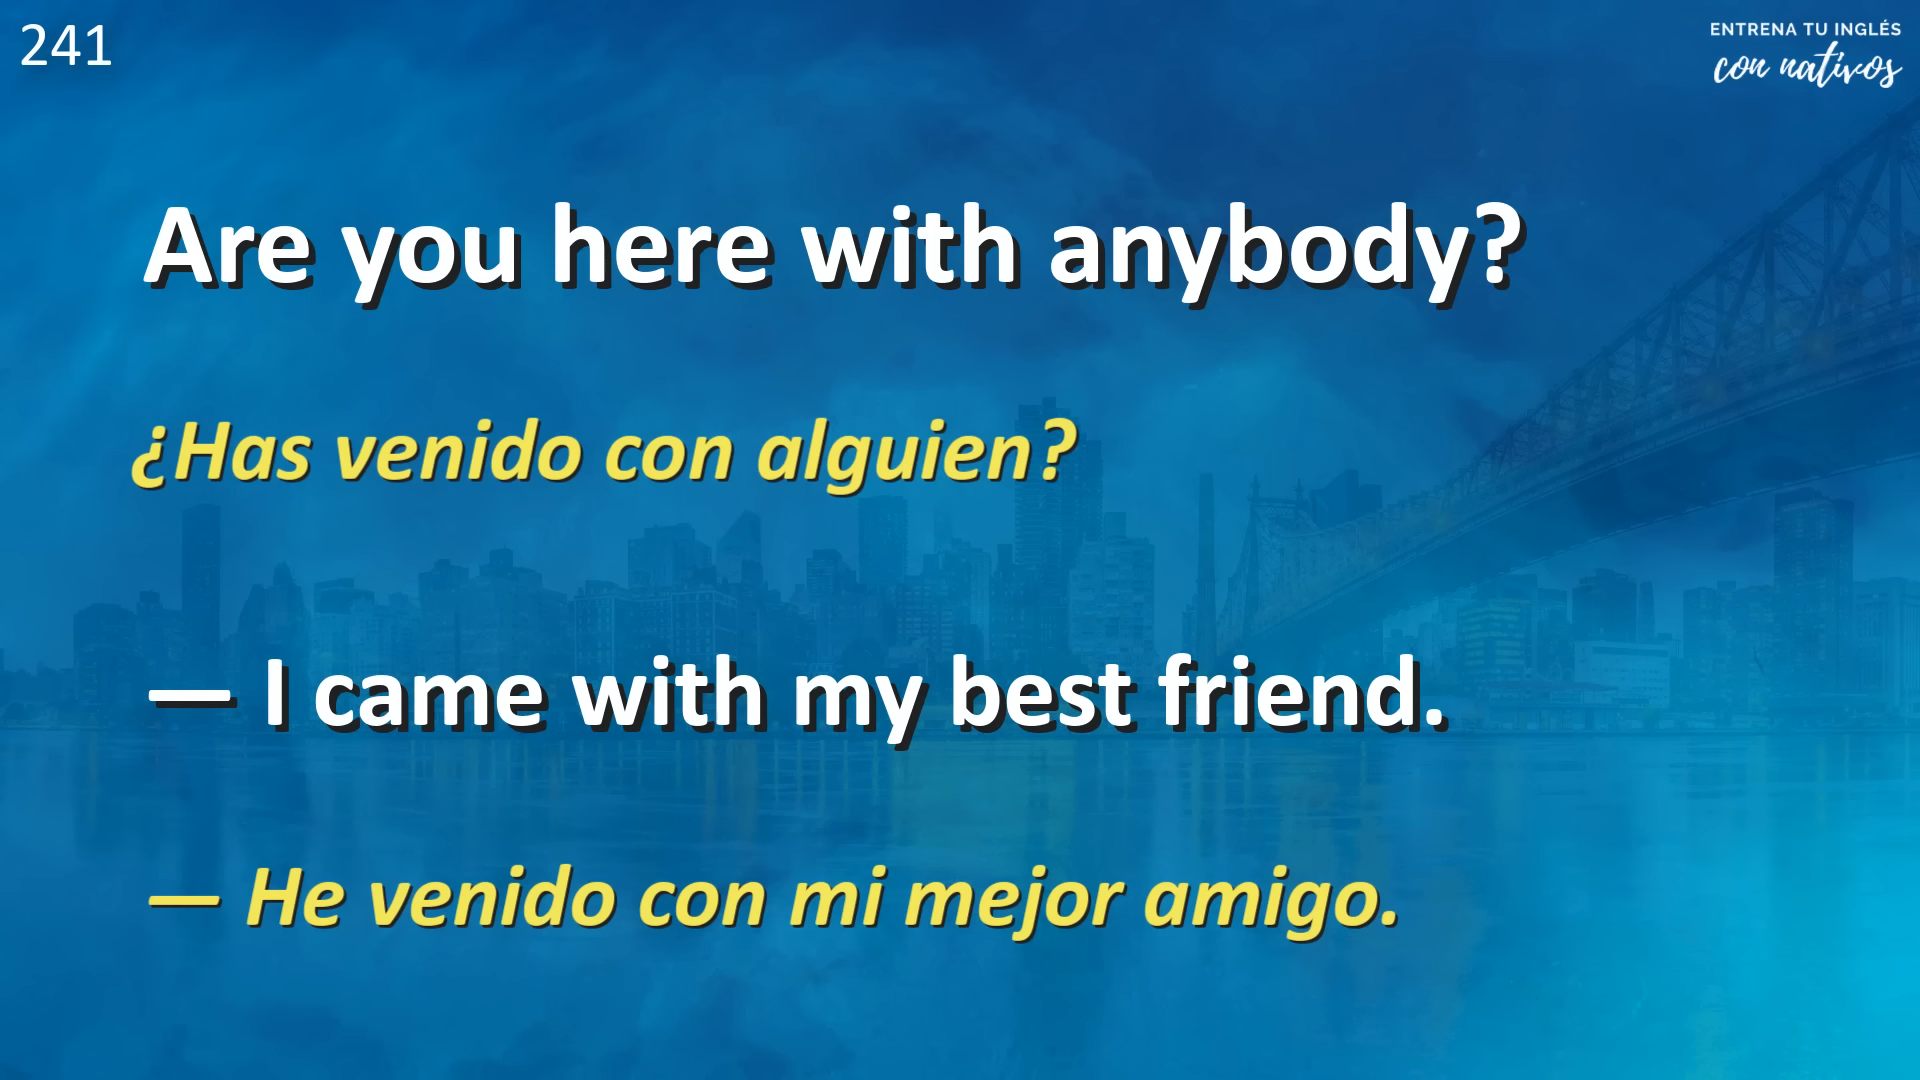 241
ENTRENA TU INGLÉS
con nativos
Are you here with anybody?
¿Has venido con alguien?
— I came with my best friend.
— He venido con mi mejor amigo.